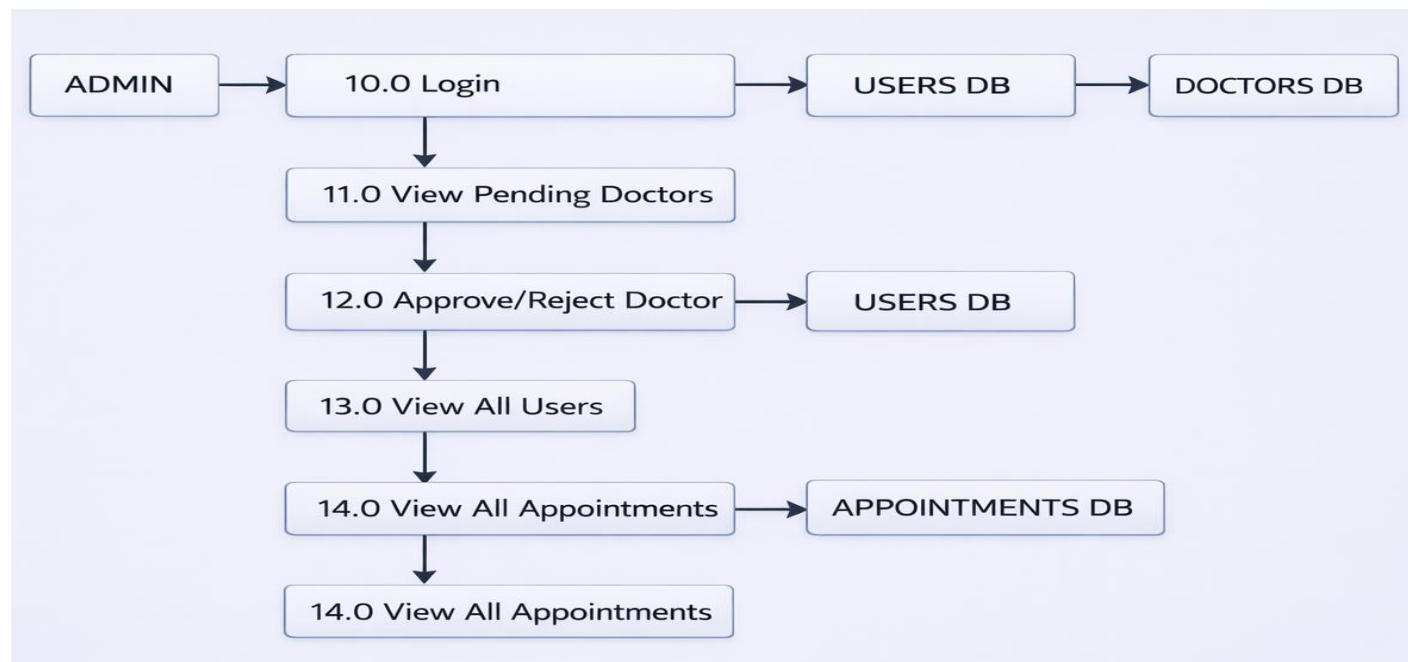 ADMIN
10.0 Login
USERS DB
DOCTORS DB
11.0 View Pending Doctors
12.0 Approve/Reject Doctor
USERS DB
13.0 View All Users
14.0 View All Appointments
APPOINTMENTS DB
14.0 View All Appointments